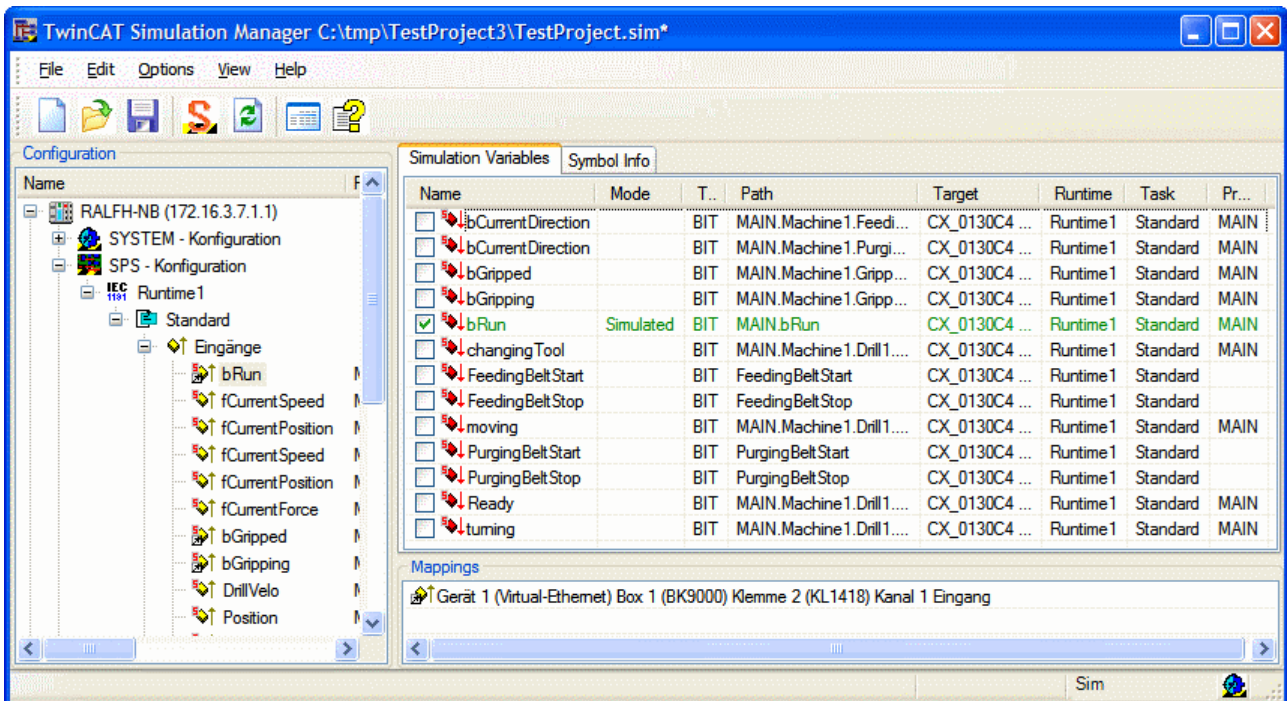 TwinCAT Simulation Manager C:\tmp\TestProject3\TestProject.sim*
File Edit Options View Help
Configuration
Name F
RALFH-NB (172.16.3.7.1.1)
SYSTEM - Konfiguration
SPS - Konfiguration
IEC 1131 Runtime1
Standard
Eingänge
bRun
fCurrentSpeed
fCurrentPosition
fCurrentSpeed
fCurrentPosition
fCurrentForce
bGripped
bGripping
DrillVelo
Position
Simulation Variables Symbol Info
Name Mode T... Path Target Runtime Task Pr...
bCurrentDirection BIT MAIN.Machine1.Feedi... CX_0130C4 ... Runtime1 Standard MAIN
bCurrentDirection BIT MAIN.Machine1.Purgi... CX_0130C4 ... Runtime1 Standard MAIN
bGripped BIT MAIN.Machine1.Gripp... CX_0130C4 ... Runtime1 Standard MAIN
bGripping BIT MAIN.Machine1.Gripp... CX_0130C4 ... Runtime1 Standard MAIN
bRun Simulated BIT MAIN.bRun CX_0130C4 ... Runtime1 Standard MAIN
changingTool BIT MAIN.Machine1.Drill1.... CX_0130C4 ... Runtime1 Standard MAIN
FeedingBeltStart BIT FeedingBeltStart CX_0130C4 ... Runtime1 Standard
FeedingBeltStop BIT FeedingBeltStop CX_0130C4 ... Runtime1 Standard
moving BIT MAIN.Machine1.Drill1.... CX_0130C4 ... Runtime1 Standard MAIN
PurgingBeltStart BIT PurgingBeltStart CX_0130C4 ... Runtime1 Standard
PurgingBeltStop BIT PurgingBeltStop CX_0130C4 ... Runtime1 Standard
Ready BIT MAIN.Machine1.Drill1.... CX_0130C4 ... Runtime1 Standard MAIN
turning BIT MAIN.Machine1.Drill1.... CX_0130C4 ... Runtime1 Standard MAIN
Mappings
Gerät 1 (Virtual-Ethernet) Box 1 (BK9000) Klemme 2 (KL1418) Kanal 1 Eingang
Sim